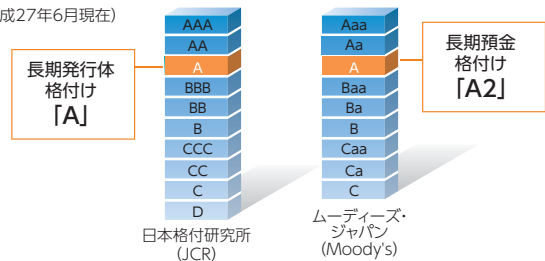 成27年6月現在)
長期発行体
格付け
「A」
AAA
AA
A
BBB
BB
B
CCC
CC
C
D
日本格付研究所
(JCR)
Aaa
Aa
A
Baa
Ba
B
Caa
Ca
C
ムーディーズ・
ジャパン
(Moody's)
長期預金
格付け
「A2」